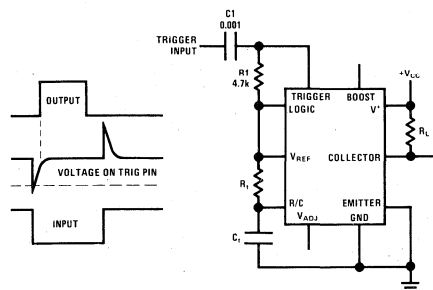 C1
0.001
TRIGGER
INPUT
R1
4.7k
+VCC
OUTPUT
TRIGGER
BOOST
LOGIC
V+
RL
VOLTAGE ON TRIG PIN
VREF
COLLECTOR
Rt
INPUT
R/C
EMITTER
VADJ
GND
Ct